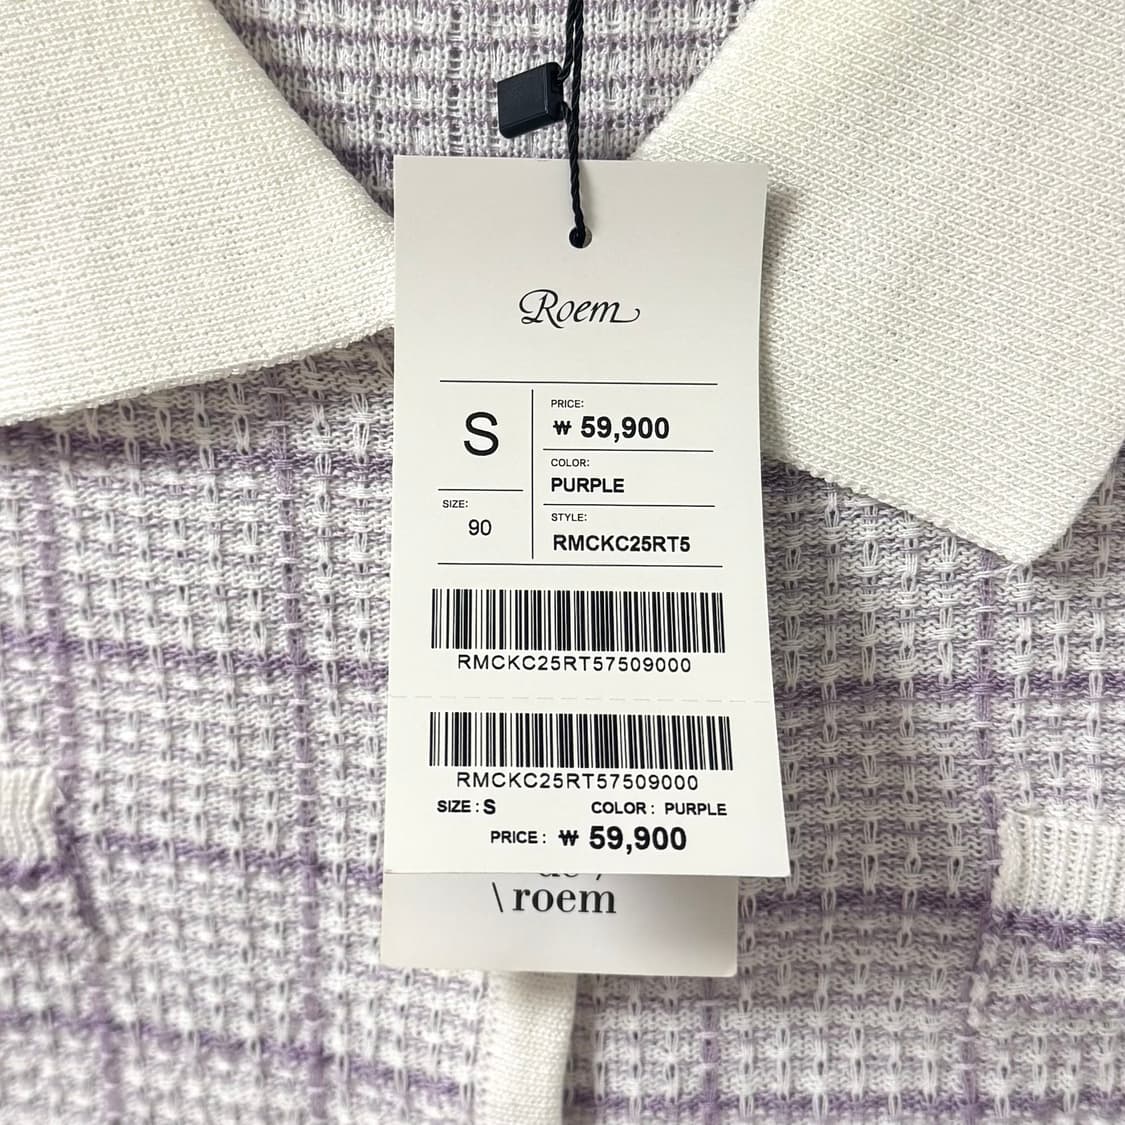 Roem
S
SIZE:
90
PRICE:
₩ 59,900
COLOR:
PURPLE
STYLE:
RMCKC25RT5
RMCKC25RT57509000
RMCKC25RT57509000
SIZE : S COLOR : PURPLE
PRICE : ₩ 59,900
\ roem